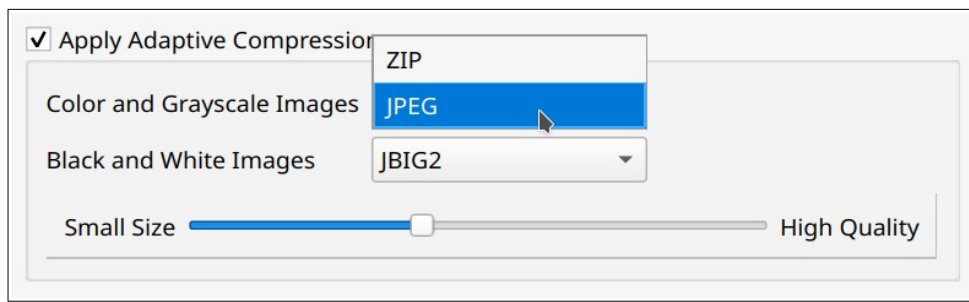 Apply Adaptive Compression
ZIP
Color and Grayscale Images JPEG
Black and White Images JBIG2
Small Size High Quality